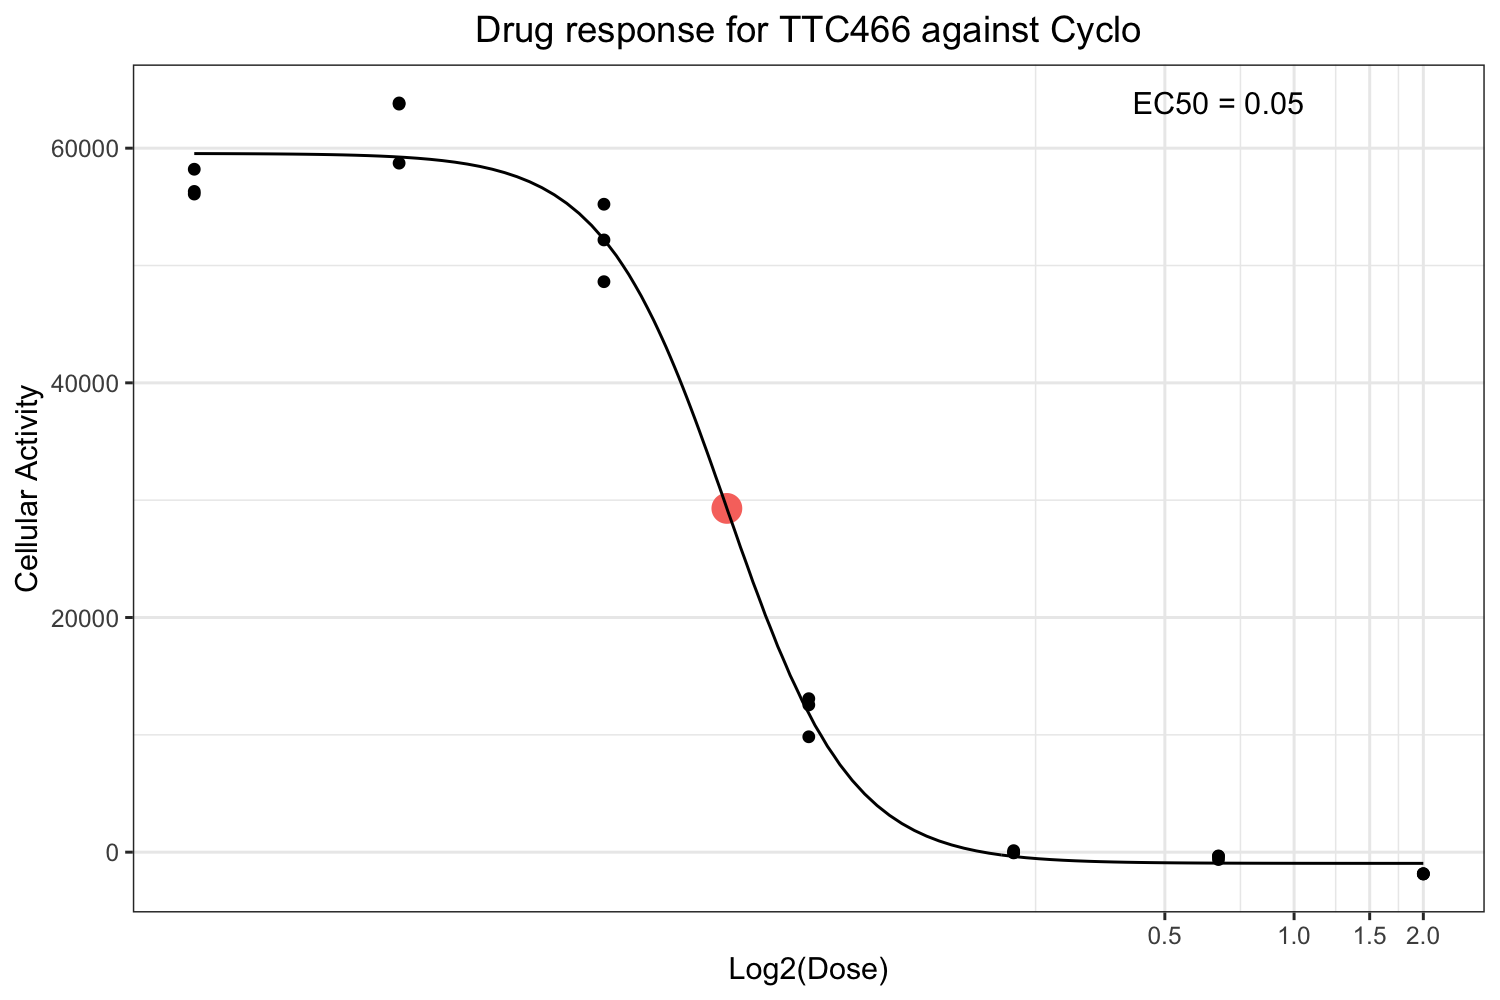 Drug response for TTC466 against Cyclo
EC50 = 0.05
Cellular Activity
60000
40000
20000
0
0.5 1.0 1.5 2.0
Log2(Dose)